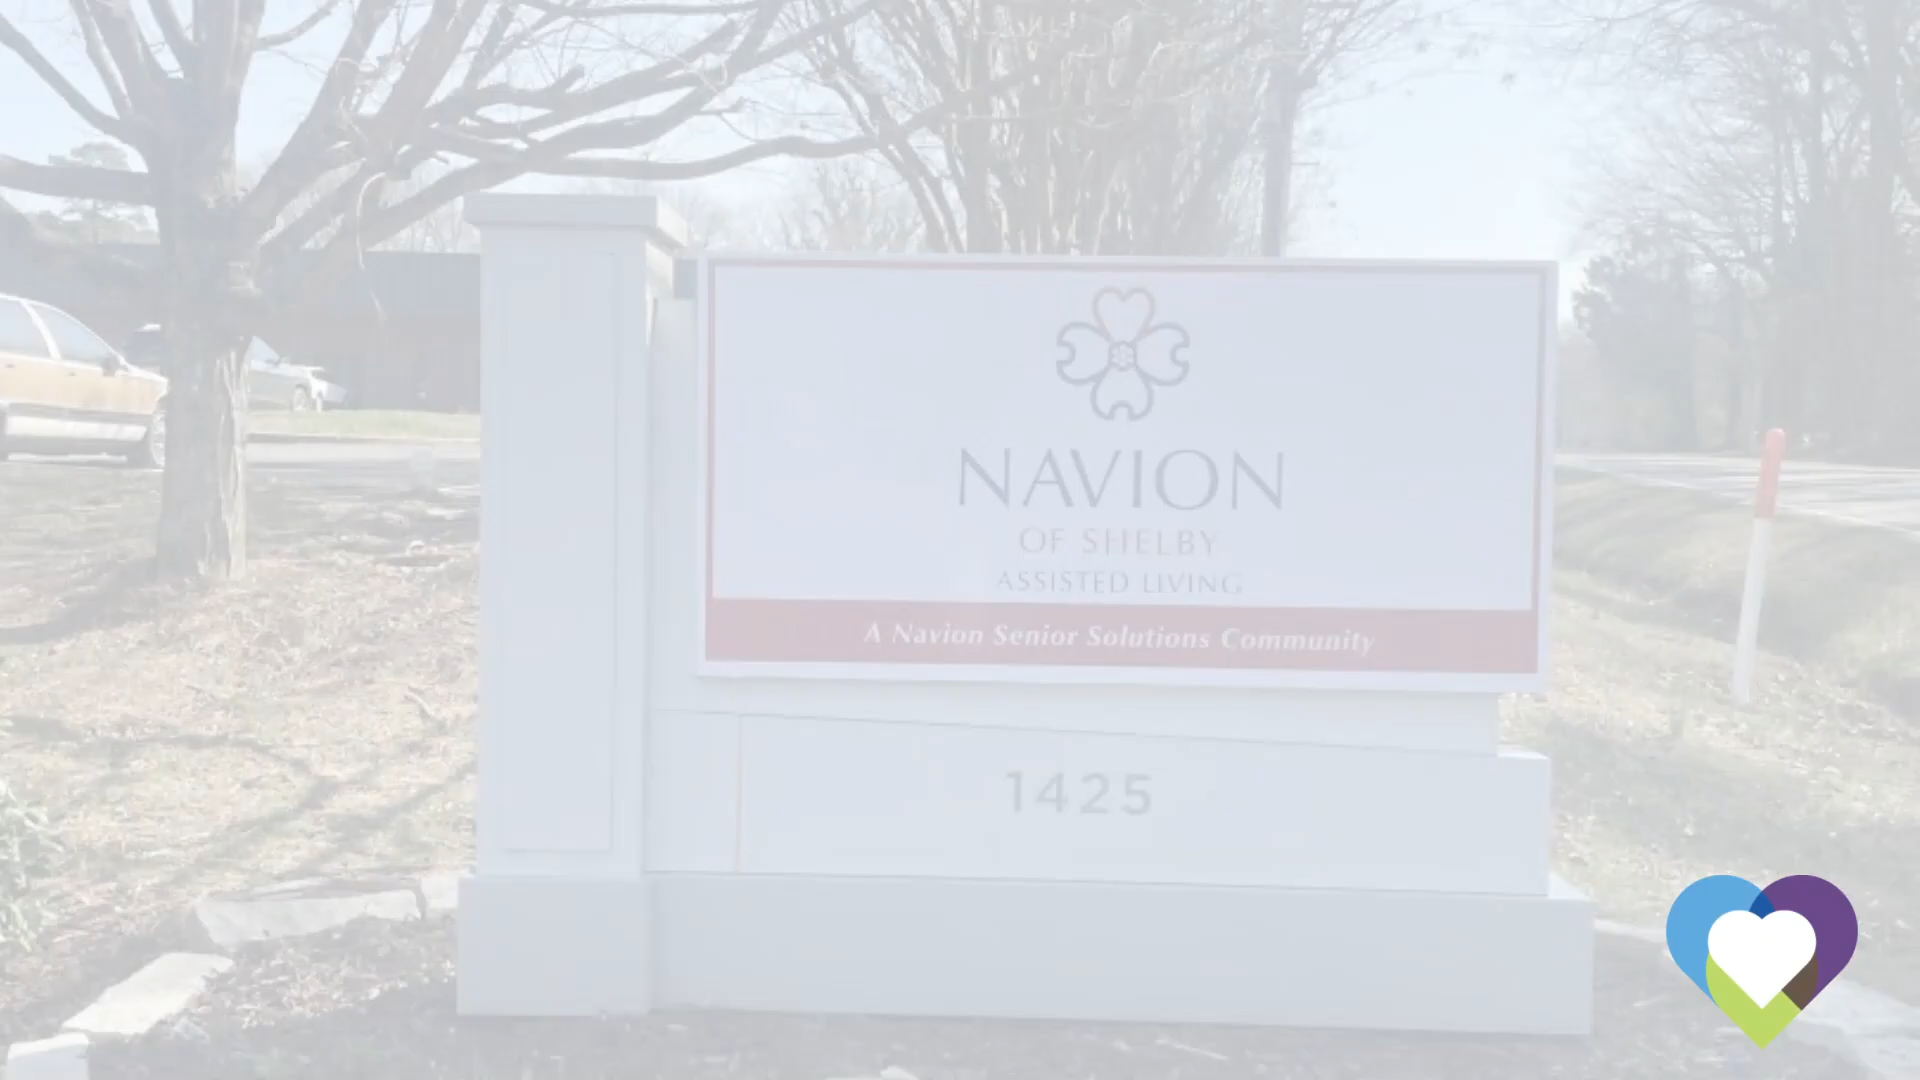 NAVION
OF SHELBY
ASSISTED LIVING
A Navion Senior Solutions Community
1425